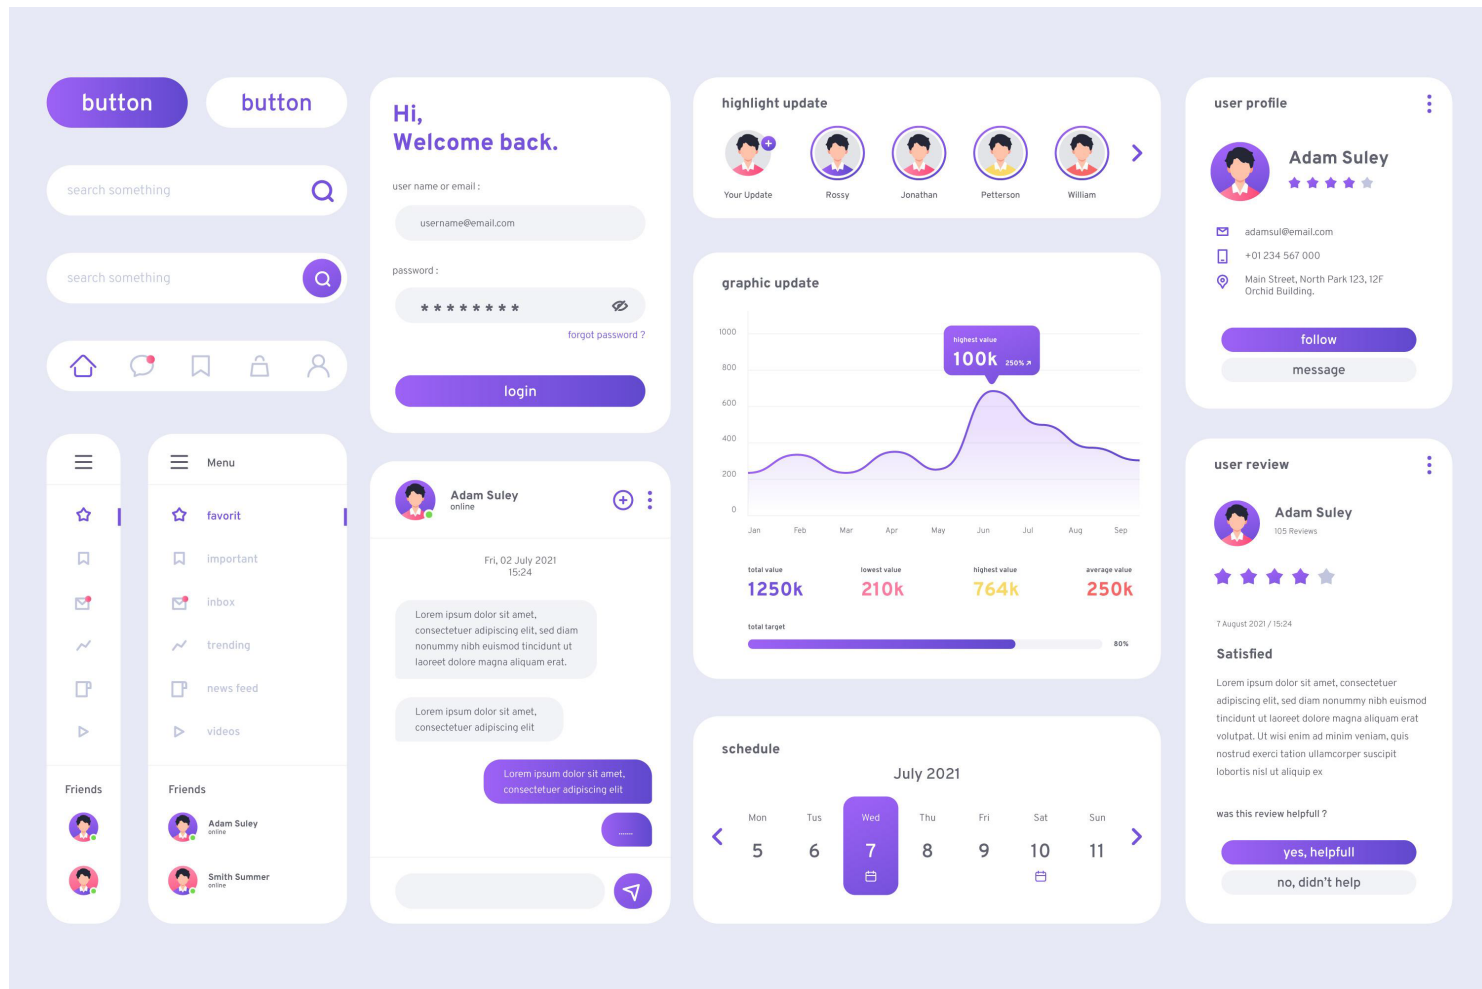 button
button
search something
search something
Menu
favorit
important
inbox
trending
news feed
videos
Friends
Friends
Adam Suley
online
Smith Summer
online
Hi,
Welcome back.
user name or email :
username@email.com
password :
********
forgot password ?
login
Adam Suley
online
Fri, 02 July 2021
15:24
Lorem ipsum dolor sit amet,
consectetuer adipiscing elit, sed diam
nonummy nibh euismod tincidunt ut
laoreet dolore magna aliquam erat.
Lorem ipsum dolor sit amet,
consectetuer adipiscing elit
Lorem ipsum dolor sit amet,
consectetuer adipiscing elit
.......
highlight update
Your Update
Rossy
Jonathan
Petterson
William
graphic update
1000
800
600
400
200
0
highest value
100k 250%
Jan Feb Mar Apr May Jun Jul Aug Sep
total value
1250k
lowest value
210k
highest value
764k
average value
250k
total target
80%
schedule
July 2021
Mon Tus Wed Thu Fri Sat Sun
5 6 7 8 9 10 11
user profile
Adam Suley
adamsul@email.com
+01 234 567 000
Main Street, North Park 123, 12F
Orchid Building.
follow
message
user review
Adam Suley
105 Reviews
7 August 2021 / 15:24
Satisfied
Lorem ipsum dolor sit amet, consectetuer
adipiscing elit, sed diam nonummy nibh euismod
tincidunt ut laoreet dolore magna aliquam erat
volutpat. Ut wisi enim ad minim veniam, quis
nostrud exerci tation ullamcorper suscipit
lobortis nisl ut aliquip ex
was this review helpfull ?
yes, helpfull
no, didn't help